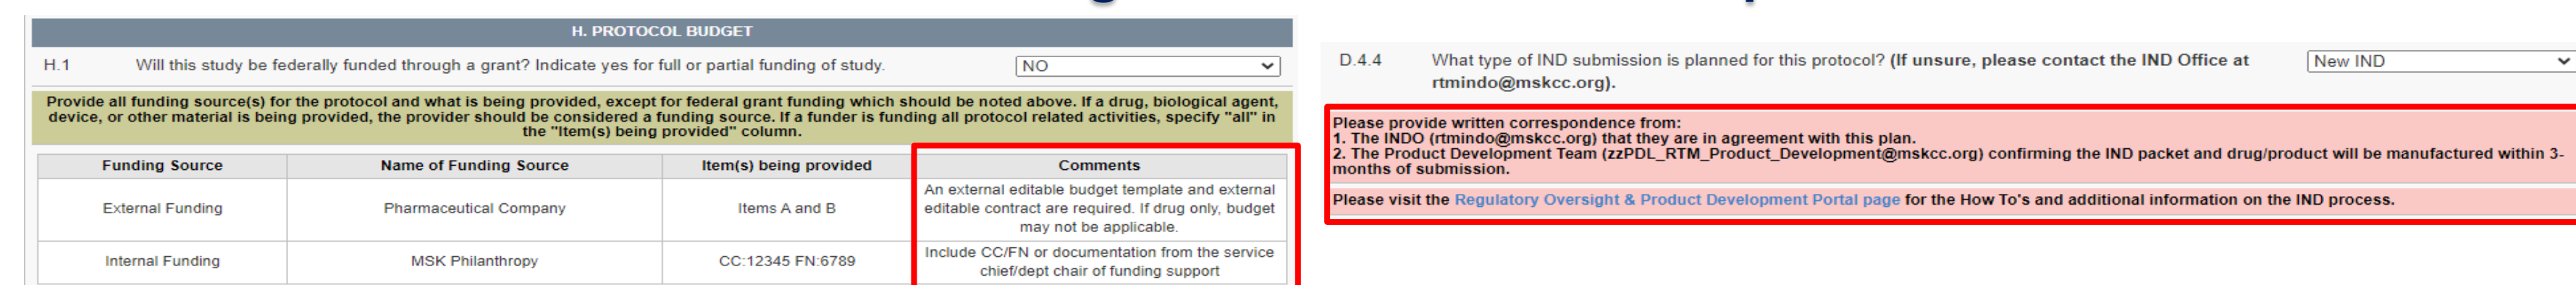 H. PROTOCOL BUDGET
H.1 Will this study be federally funded through a grant? Indicate yes for full or partial funding of study. NO
Provide all funding source(s) for the protocol and what is being provided, except for federal grant funding which should be noted above. If a drug, biological agent,
device, or other material is being provided, the provider should be considered a funding source. If a funder is funding all protocol related activities, specify "all" in
the "Item(s) being provided" column.
Funding Source Name of Funding Source Item(s) being provided Comments
External Funding Pharmaceutical Company Items A and B
An external editable budget template and external
editable contract are required. If drug only, budget
may not be applicable.
Internal Funding MSK Philanthropy CC:12345 FN:6789
Include CC/FN or documentation from the service
chief/dept chair of funding support
D.4.4 What type of IND submission is planned for this protocol? (If unsure, please contact the IND Office at
rtmindo@mskcc.org).
New IND
Please provide written correspondence from:
1. The INDO (rtmindo@mskcc.org) that they are in agreement with this plan.
2. The Product Development Team (zzPDL_RTM_Product_Development@mskcc.org) confirming the IND packet and drug/product will be manufactured within 3-
months of submission.
Please visit the Regulatory Oversight & Product Development Portal page for the How To's and additional information on the IND process.